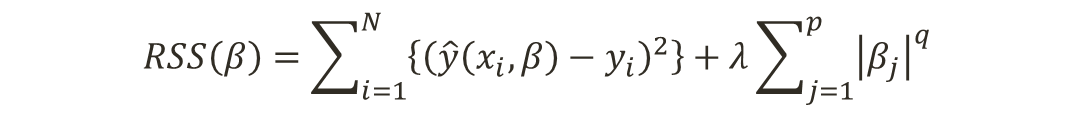 RSS(β) = ∑_{i=1}^{N} {(ŷ(x_i, β) − y_i)²} + λ ∑_{j=1}^{p} |β_j|^q